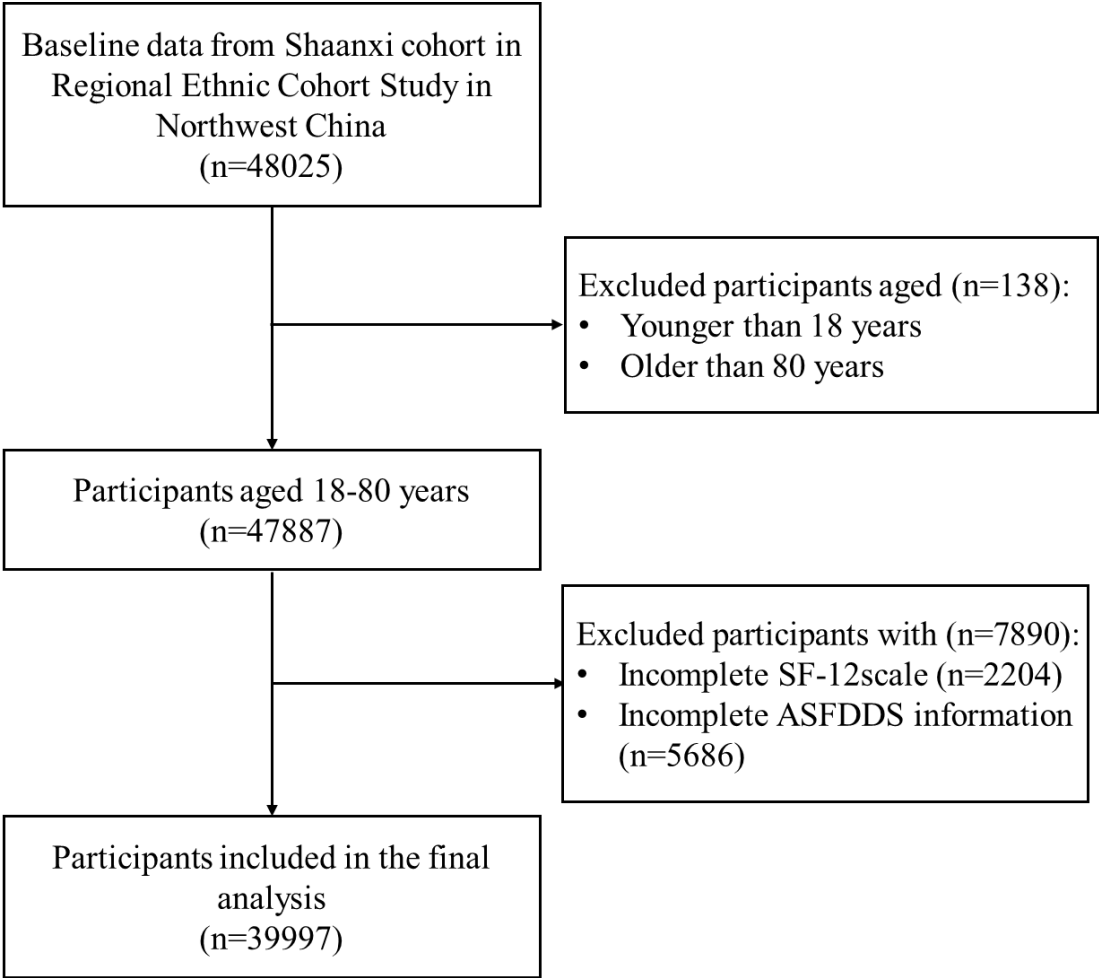 Baseline data from Shaanxi cohort in
Regional Ethnic Cohort Study in
Northwest China
(n=48025)
Excluded participants aged (n=138):
• Younger than 18 years
• Older than 80 years
Participants aged 18-80 years
(n=47887)
Excluded participants with (n=7890):
• Incomplete SF-12scale (n=2204)
• Incomplete ASFDDS information
(n=5686)
Participants included in the final
analysis
(n=39997)